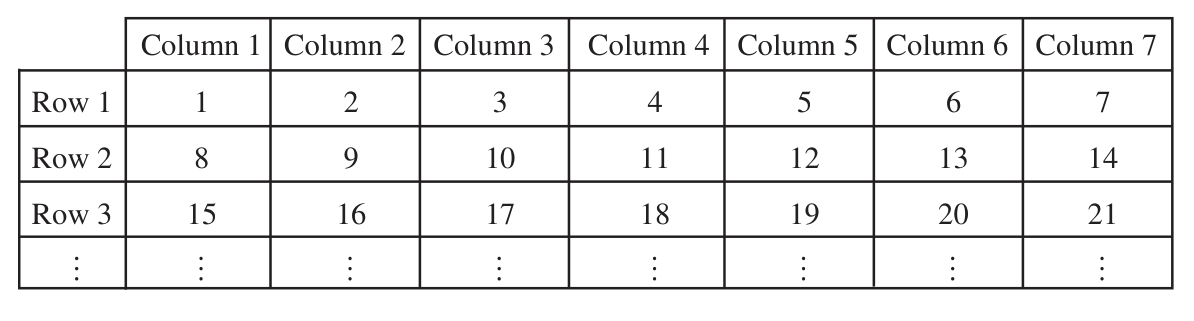 Column 1 Column 2 Column 3 Column 4 Column 5 Column 6 Column 7
Row 1 1 2 3 4 5 6 7
Row 2 8 9 10 11 12 13 14
Row 3 15 16 17 18 19 20 21
⋮ ⋮ ⋮ ⋮ ⋮ ⋮ ⋮ ⋮